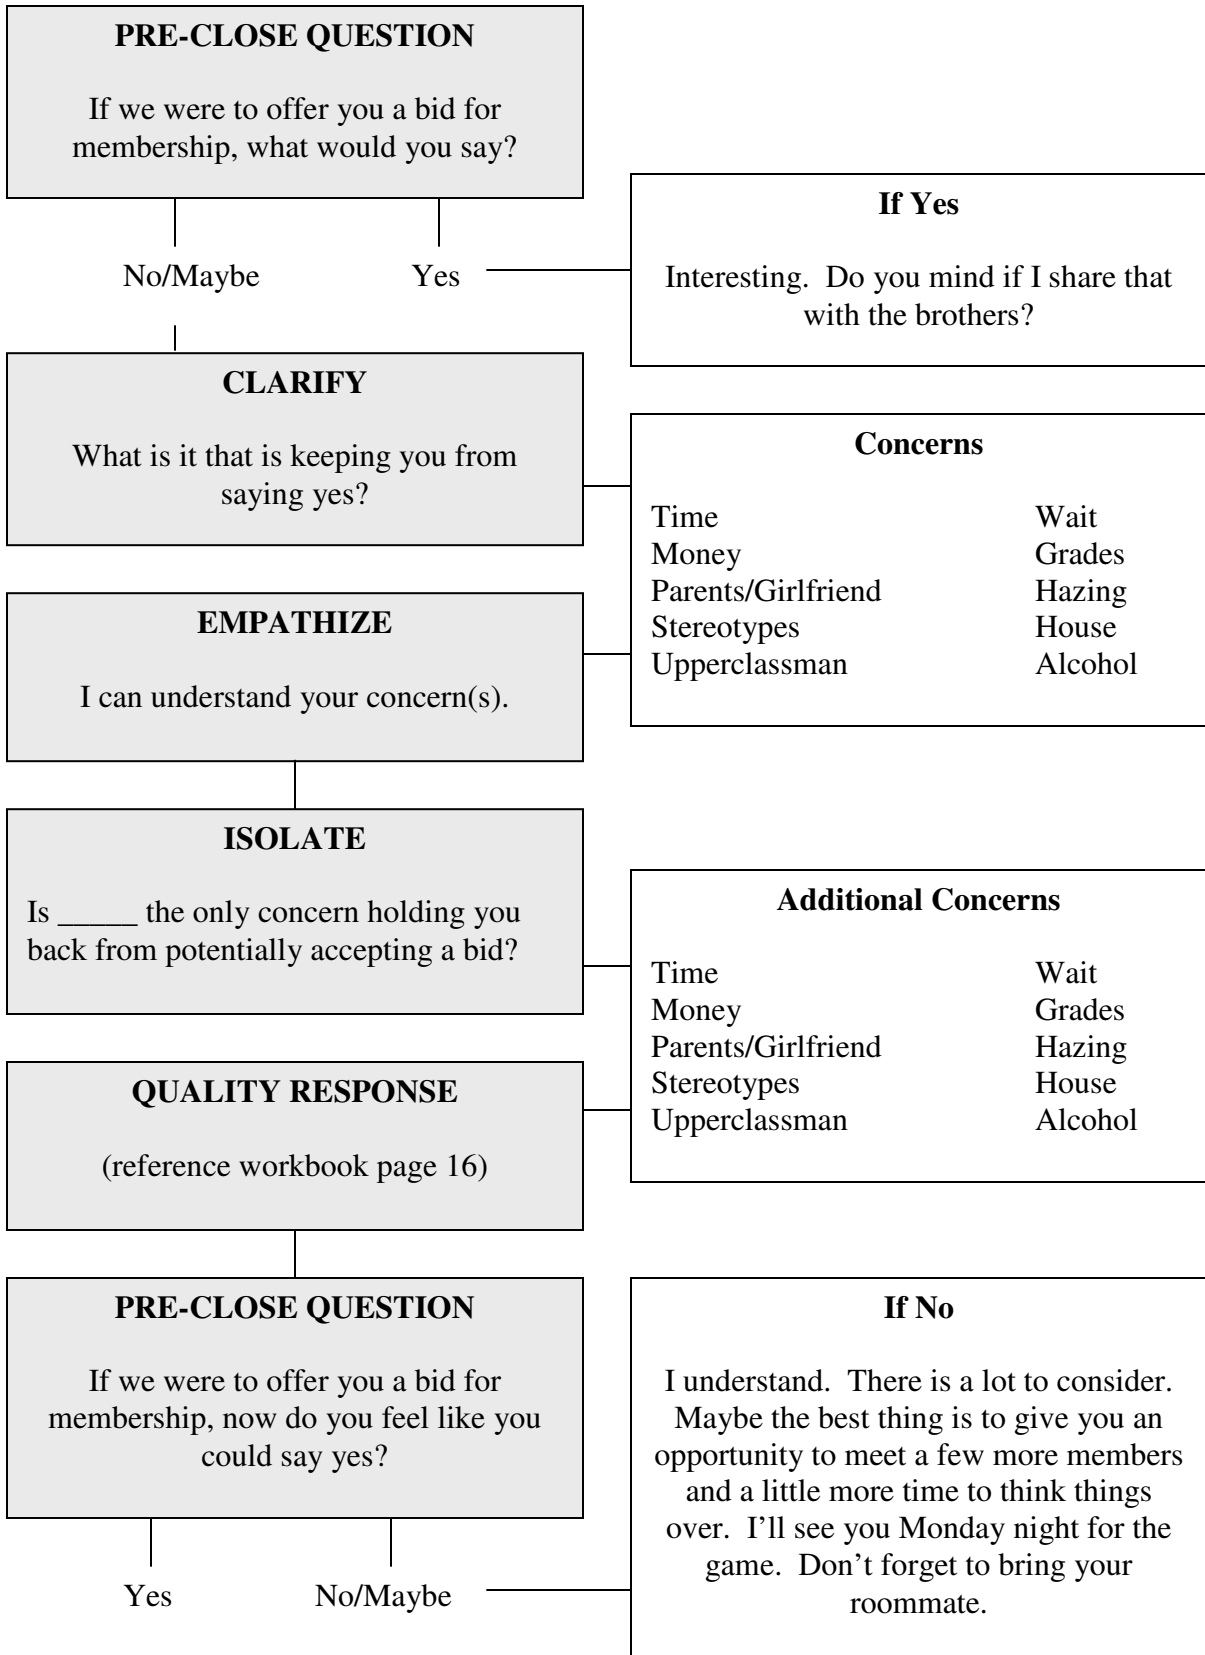 PRE-CLOSE QUESTION
If we were to offer you a bid for
membership, what would you say?
If Yes
Interesting.  Do you mind if I share that
with the brothers?
No/Maybe
Yes
CLARIFY
What is it that is keeping you from
saying yes?
Concerns
Time Wait
Money Grades
Parents/Girlfriend Hazing
Stereotypes House
Upperclassman Alcohol
EMPATHIZE
I can understand your concern(s).
ISOLATE
Is _____ the only concern holding you
back from potentially accepting a bid?
Additional Concerns
Time Wait
Money Grades
Parents/Girlfriend Hazing
Stereotypes House
Upperclassman Alcohol
QUALITY RESPONSE
(reference workbook page 16)
PRE-CLOSE QUESTION
If we were to offer you a bid for
membership, now do you feel like you
could say yes?
Yes
No/Maybe
If No
I understand.  There is a lot to consider.
Maybe the best thing is to give you an
opportunity to meet a few more members
and a little more time to think things
over.  I’ll see you Monday night for the
game.  Don’t forget to bring your
roommate.